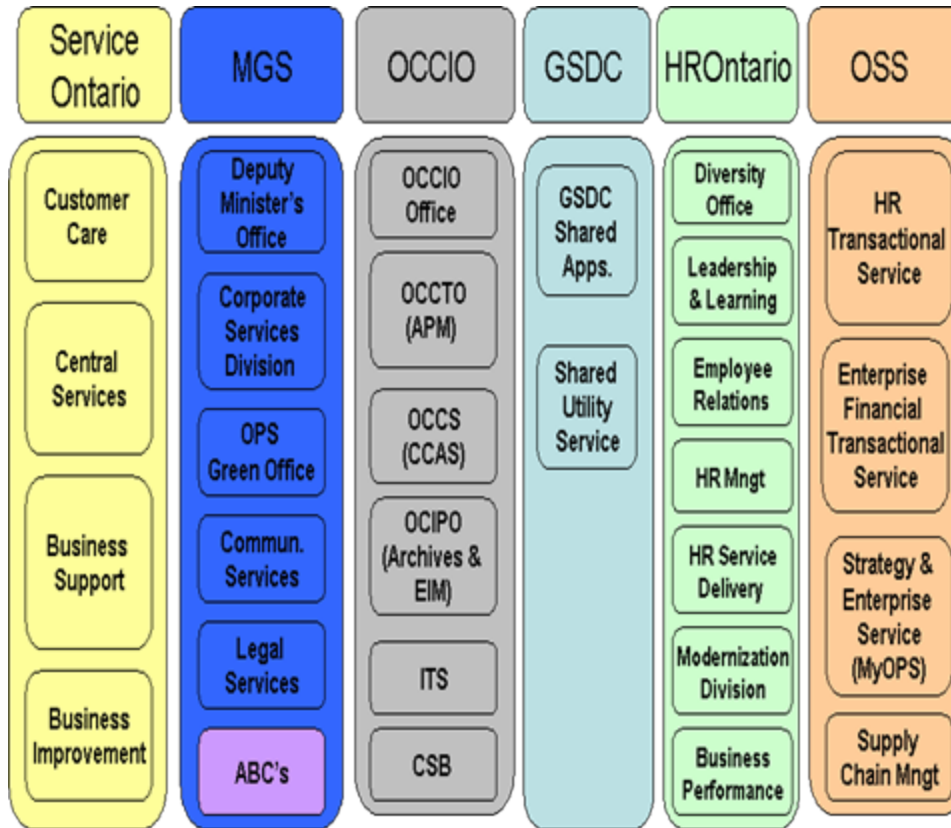 Service
Ontario
MGS
OCCIO
GSDC
HROntario
OSS
Customer
Care
Central
Services
Business
Support
Business
Improvement
Deputy
Minister's
Office
Corporate
Services
Division
OPS
Green Office
Commun.
Services
Legal
Services
ABC's
OCCIO
Office
OCCTO
(APM)
OCCS
(CCAS)
OCIPO
(Archives &
EIM)
ITS
CSB
GSDC
Shared
Apps.
Shared
Utility
Service
Diversity
Office
Leadership
& Learning
Employee
Relations
HR Mngt
HR Service
Delivery
Modernization
Division
Business
Performance
HR
Transactional
Service
Enterprise
Financial
Transactional
Service
Strategy &
Enterprise
Service
(MyOPS)
Supply
Chain Mngt